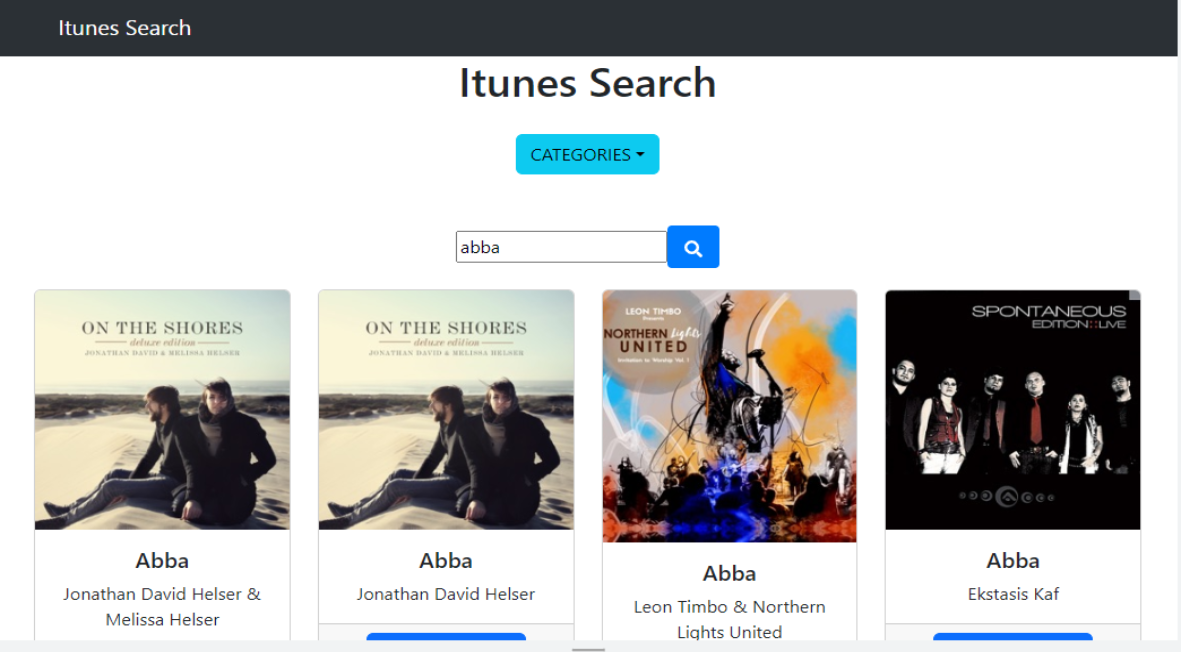 Itunes Search
Itunes Search
CATEGORIES
abba
ON THE SHORES
deluxe edition
JONATHAN DAVID & MELISSA HELSER
Abba
Jonathan David Helser &
Melissa Helser
ON THE SHORES
deluxe edition
JONATHAN DAVID & MELISSA HELSER
Abba
Jonathan David Helser
LEON TIMBO
Presents
NORTHERN Lights
UNITED
Invitation to Worship Vol. 1
Abba
Leon Timbo & Northern
Lights United
SPONTANEOUS
EDITION::LIVE
Abba
Ekstasis Kaf